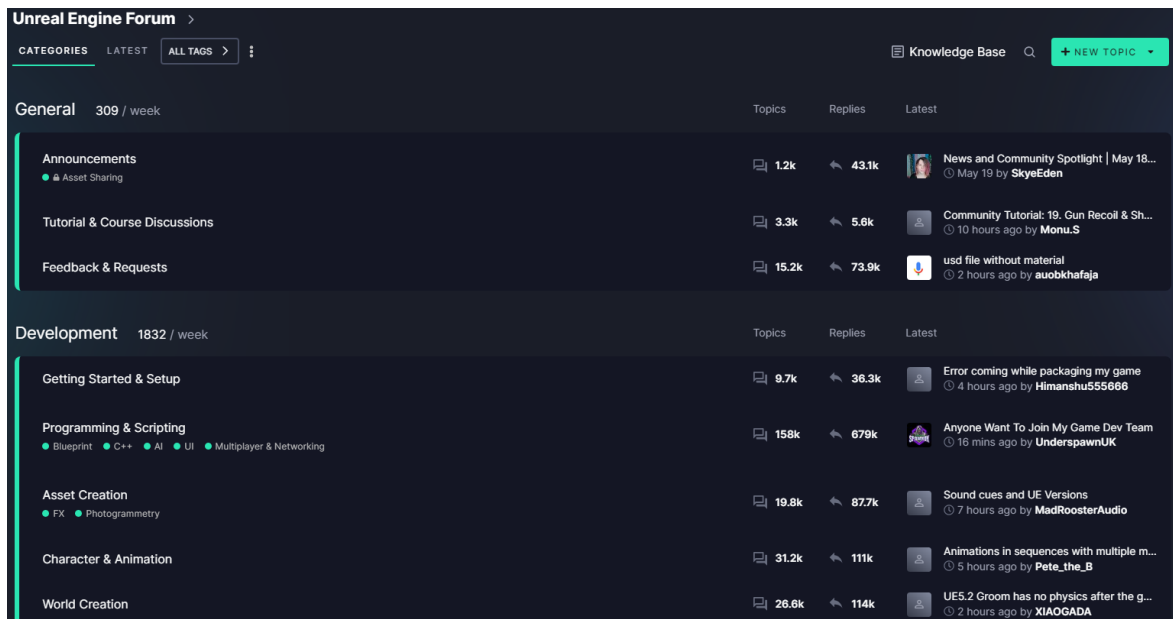 Unreal Engine Forum
CATEGORIES LATEST ALL TAGS Knowledge Base + NEW TOPIC
General 309 / week Topics Replies Latest
Announcements 1.2k 43.1k News and Community Spotlight | May 18...
Asset Sharing May 19 by SkyeEden
Tutorial & Course Discussions 3.3k 5.6k Community Tutorial: 19. Gun Recoil & Sh...
10 hours ago by Monu.S
Feedback & Requests 15.2k 73.9k usd file without material
2 hours ago by auobkhafaja
Development 1832 / week Topics Replies Latest
Getting Started & Setup 9.7k 36.3k Error coming while packaging my game
4 hours ago by Himanshu555666
Programming & Scripting 158k 679k Anyone Want To Join My Game Dev Team
Blueprint C++ AI UI Multiplayer & Networking 16 mins ago by UnderspawnUK
Asset Creation 19.8k 87.7k Sound cues and UE Versions
FX Photogrammetry 7 hours ago by MadRoosterAudio
Character & Animation 31.2k 111k Animations in sequences with multiple m...
5 hours ago by Pete_the_B
World Creation 26.6k 114k UE5.2 Groom has no physics after the g...
2 hours ago by XIAOGADA